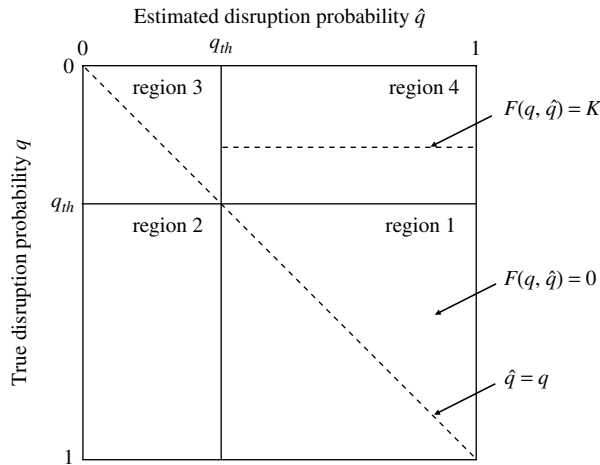 Estimated disruption probability q̂
0 q_th 1
0
region 3 region 4
F(q, q̂) = K
True disruption probability q
q_th
region 2 region 1
F(q, q̂) = 0
q̂ = q
1